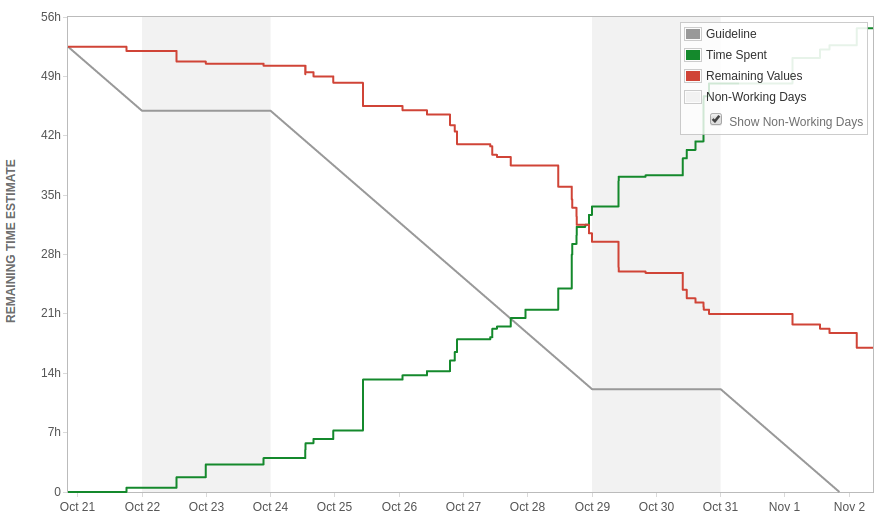 56h
49h
42h
35h
28h
21h
14h
7h
0
REMAINING TIME ESTIMATE
Guideline
Time Spent
Remaining Values
Non-Working Days
Show Non-Working Days
Oct 21 Oct 22 Oct 23 Oct 24 Oct 25 Oct 26 Oct 27 Oct 28 Oct 29 Oct 30 Oct 31 Nov 1 Nov 2